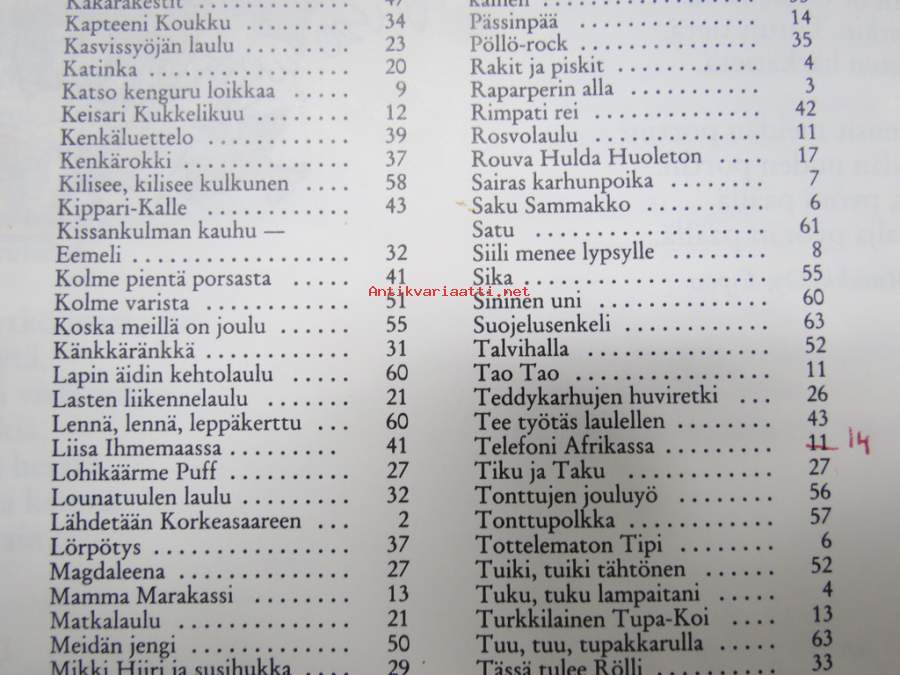 Kakarakestit . . . . . . . . . . 47
Kapteeni Koukku . . . . . . . 34
Kasvissyöjän laulu . . . . . . . 23
Katinka . . . . . . . . . . . . . . 20
Katso kenguru loikkaa . . . . 9
Keisari Kukkelikuu . . . . . . 12
Kenkäluettelo . . . . . . . . . . 39
Kenkärokki . . . . . . . . . . . 37
Kilisee, kilisee kulkunen . . . . 58
Kippari-Kalle . . . . . . . . . . 43
Kissankulman kauhu —
Eemeli . . . . . . . . . . . . . . 32
Kolme pientä porsasta . . . . . 41
Kolme varista . . . . . . . . . . 51
Koska meillä on joulu . . . . . 55
Känkkäränkkä . . . . . . . . . . 31
Lapin äidin kehtolaulu . . . . . 60
Lasten liikennelaulu . . . . . . 21
Lennä, lennä, leppäkerttu . . . 60
Liisa Ihmemaassa . . . . . . . . 41
Lohikäärme Puff . . . . . . . . 27
Lounatuulen laulu . . . . . . . 32
Lähdetään Korkeasaareen . . . 2
Lörpötys . . . . . . . . . . . . . 37
Magdaleena . . . . . . . . . . . 27
Mamma Marakassi . . . . . . . 13
Matkalaulu . . . . . . . . . . . 21
Meidän jengi . . . . . . . . . . 50
Mikki Hiiri ja susihukka . . . . 29
Pässinpää . . . . . . . . . . . . 14
Pöllö-rock . . . . . . . . . . . . 35
Rakit ja piskit . . . . . . . . . 4
Raparperin alla . . . . . . . . . 3
Rimpati rei . . . . . . . . . . . 42
Rosvolaulu . . . . . . . . . . . 11
Rouva Hulda Huoleton . . . . 17
Sairas karhunpoika . . . . . . . 7
Saku Sammakko . . . . . . . . 6
Satu . . . . . . . . . . . . . . . 61
Siili menee lypsylle . . . . . . 8
Sika . . . . . . . . . . . . . . . 55
Antikvariaatti.net
Sininen uni . . . . . . . . . . . 60
Suojelusenkeli . . . . . . . . . 63
Talvihalla . . . . . . . . . . . . 52
Tao Tao . . . . . . . . . . . . . 11
Teddykarhujen huviretki . . . 26
Tee työtäs laulellen . . . . . . 43
Telefoni Afrikassa . . . . . . . 11 14
Tiku ja Taku . . . . . . . . . . 27
Tonttujen jouluyö . . . . . . . 56
Tonttupolkka . . . . . . . . . . 57
Tottelematon Tipi . . . . . . . 6
Tuiki, tuiki tähtönen . . . . . . 52
Tuku, tuku lampaitani . . . . . 4
Turkkilainen Tupa-Koi . . . . 13
Tuu, tuu, tupakkarulla . . . . . 63
Tässä tulee Rölli . . . . . . . . 33